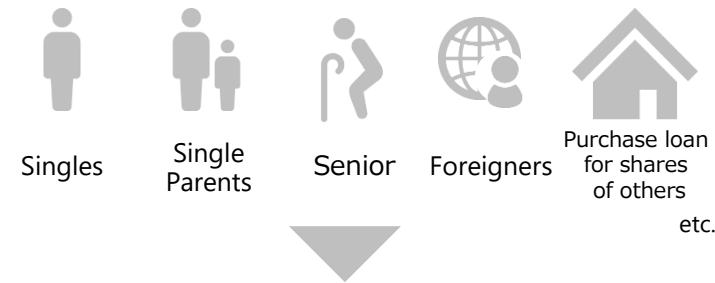 Singles
Single
Parents
Senior
Foreigners
Purchase loan
for shares
of others
etc.